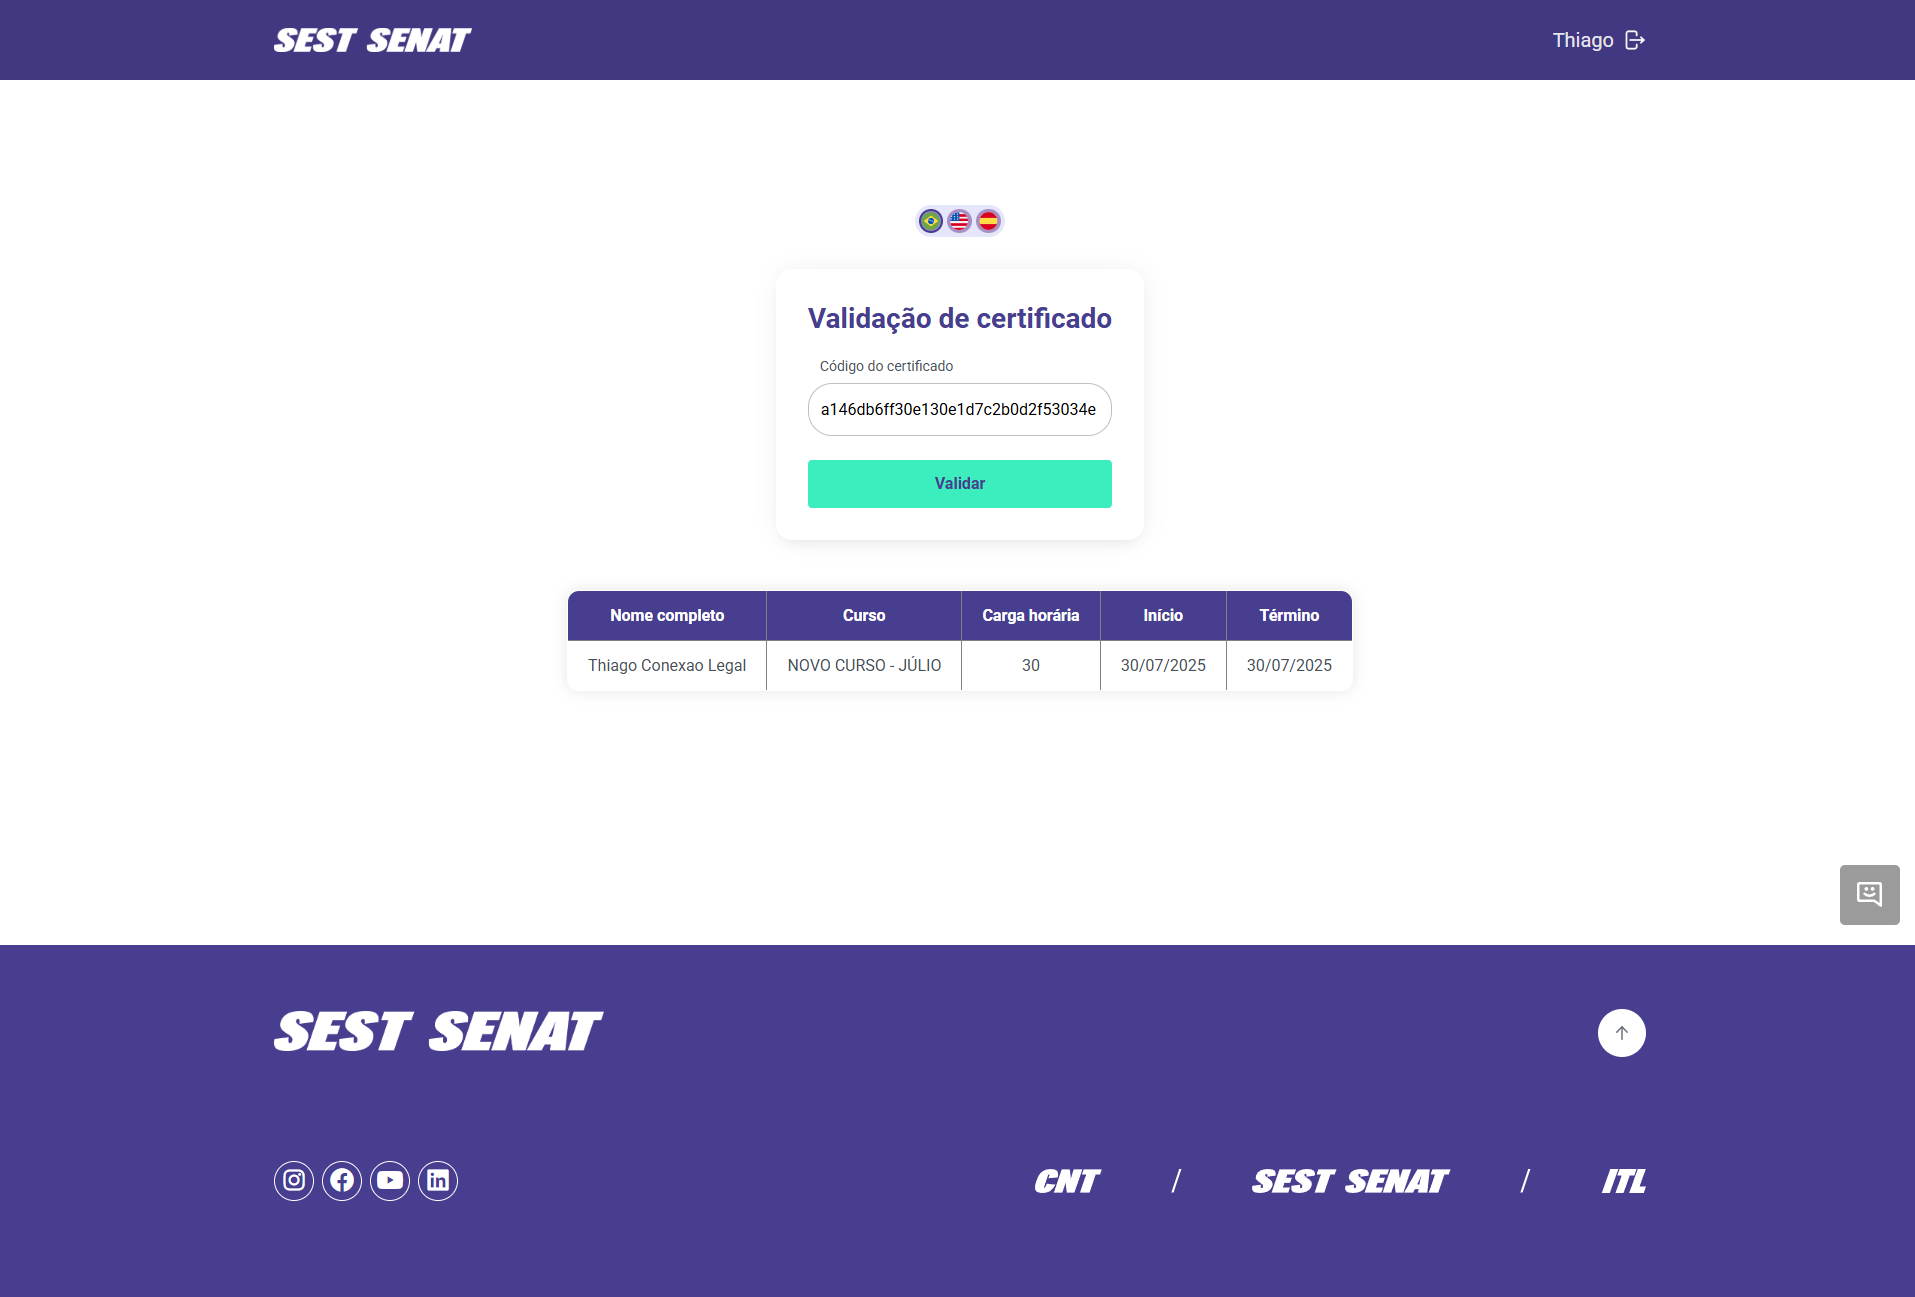 SEST SENAT
Thiago
Validação de certificado
Código do certificado
a146db6ff30e130e1d7c2b0d2f53034e
Validar
Nome completo Curso Carga horária Início Término
Thiago Conexao Legal NOVO CURSO - JÚLIO 30 30/07/2025 30/07/2025
SEST SENAT
CNT / SEST SENAT / ITL